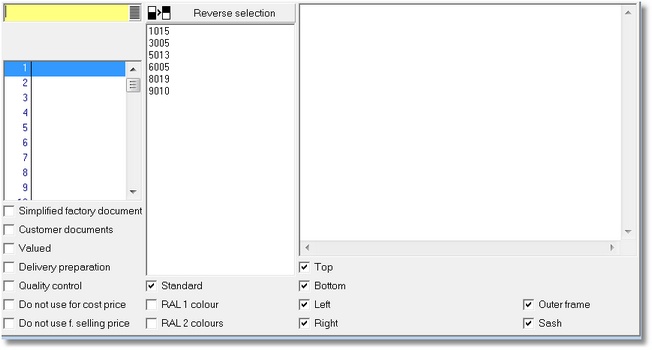 Reverse selection
1015
3005
5013
6005
8019
9010
1
2
3
4
5
6
7
8
9
Simplified factory document
Customer documents
Valued
Delivery preparation
Quality control
Do not use for cost price
Do not use f. selling price
Standard
RAL 1 colour
RAL 2 colours
Top
Bottom
Left
Right
Outer frame
Sash